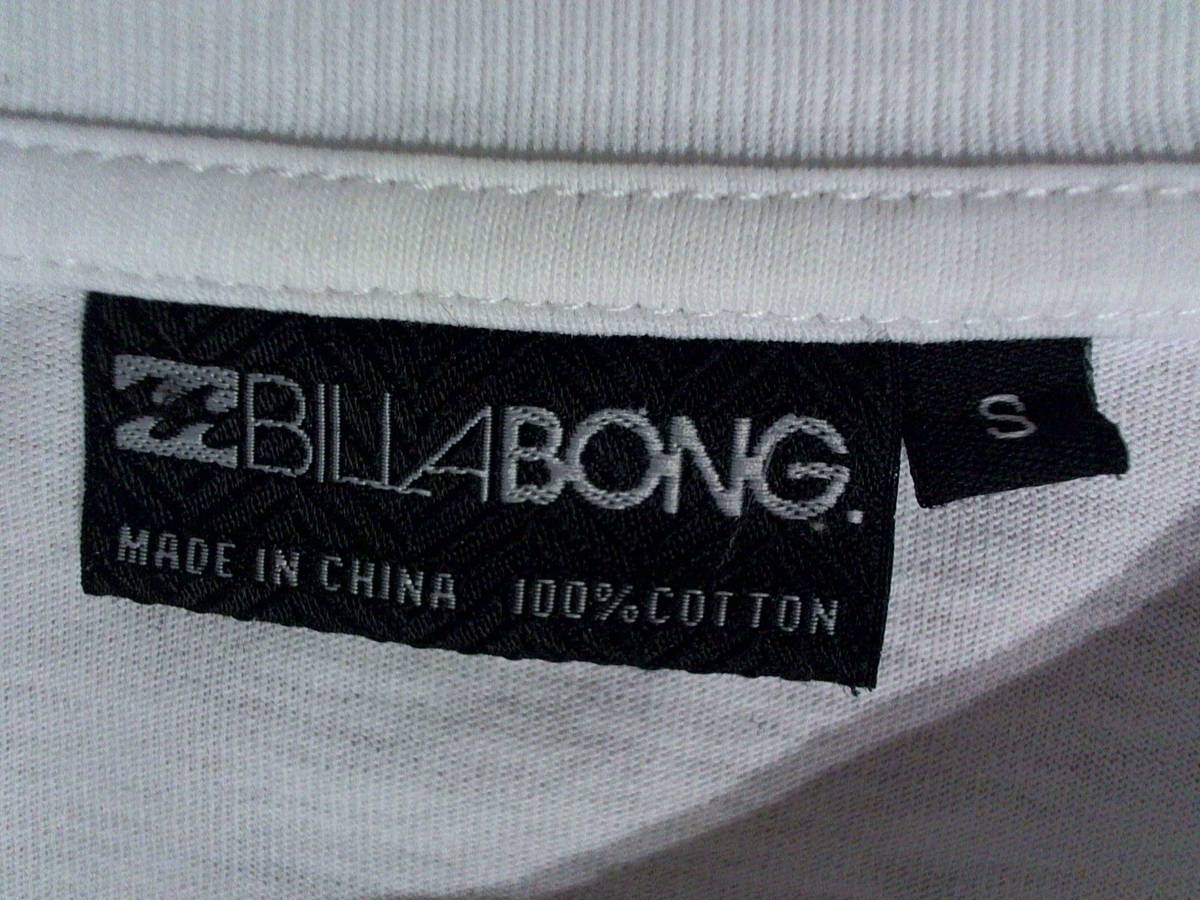 BILLABONG.
S
MADE IN CHINA 100% COTTON